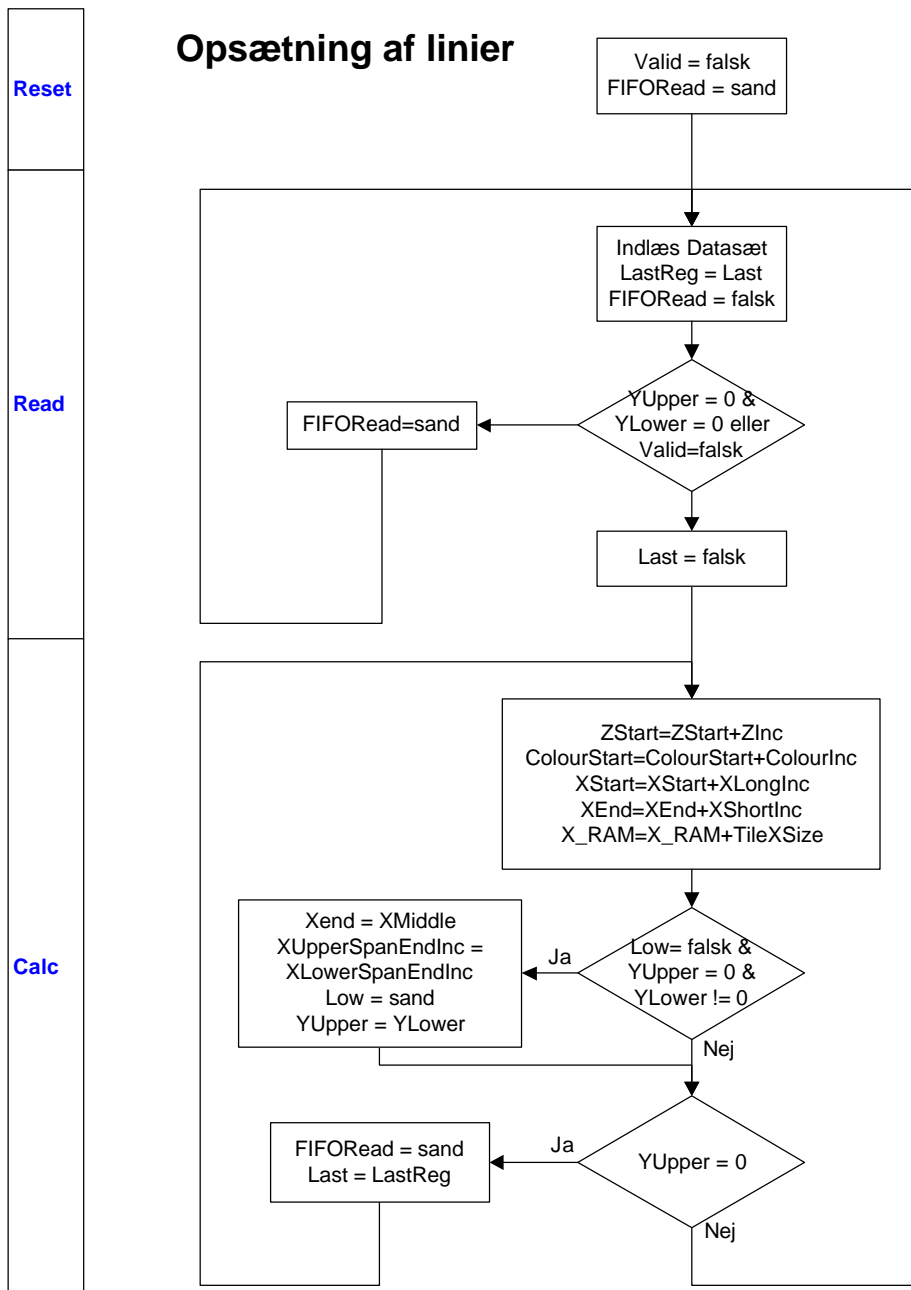 Opsætning af linier
Reset
Valid = falsk
FIFORead = sand
Read
Indlæs Datasæt
LastReg = Last
FIFORead = falsk
YUpper = 0 &
YLower = 0 eller
Valid=falsk
FIFORead=sand
Last = falsk
Calc
ZStart=ZStart+ZInc
ColourStart=ColourStart+ColourInc
XStart=XStart+XLongInc
XEnd=XEnd+XShortInc
X_RAM=X_RAM+TileXSize
Low= falsk &
YUpper = 0 &
YLower != 0
Ja
Xend = XMiddle
XUpperSpanEndInc =
XLowerSpanEndInc
Low = sand
YUpper = YLower
Nej
YUpper = 0
Ja
FIFORead = sand
Last = LastReg
Nej